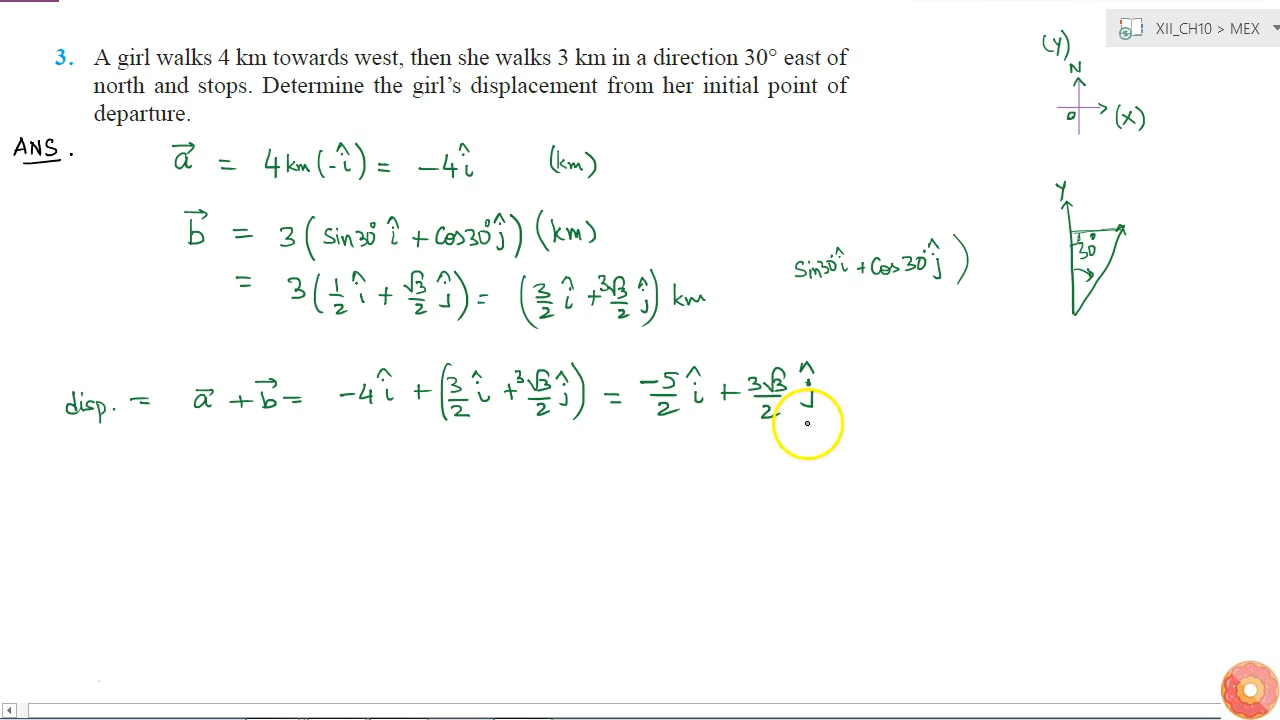 XII_CH10 > MEX
3. A girl walks 4 km towards west, then she walks 3 km in a direction 30° east of
north and stops. Determine the girl's displacement from her initial point of
departure.
(Y)
N
O
(X)
ANS.
a⃗ = 4 km (-î) = -4î (km)
b⃗ = 3 (sin30° î + cos30° ĵ) (km)
= 3 (1/2 î + √3/2 ĵ) = (3/2 î + 3√3/2 ĵ) km
sin30° î + cos30° ĵ )
Y
30°
disp. = a⃗ + b⃗ = -4î + (3/2 î + 3√3/2 ĵ) = -5/2 î + 3√3/2 ĵ